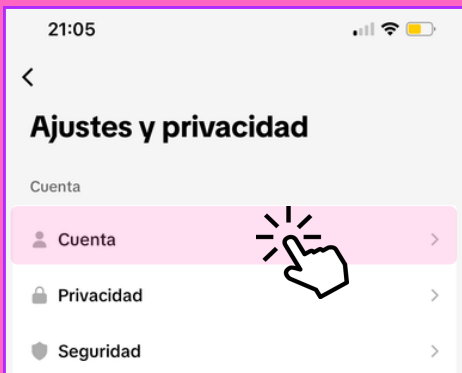 21:05
Ajustes y privacidad
Cuenta
Cuenta
Privacidad
Seguridad